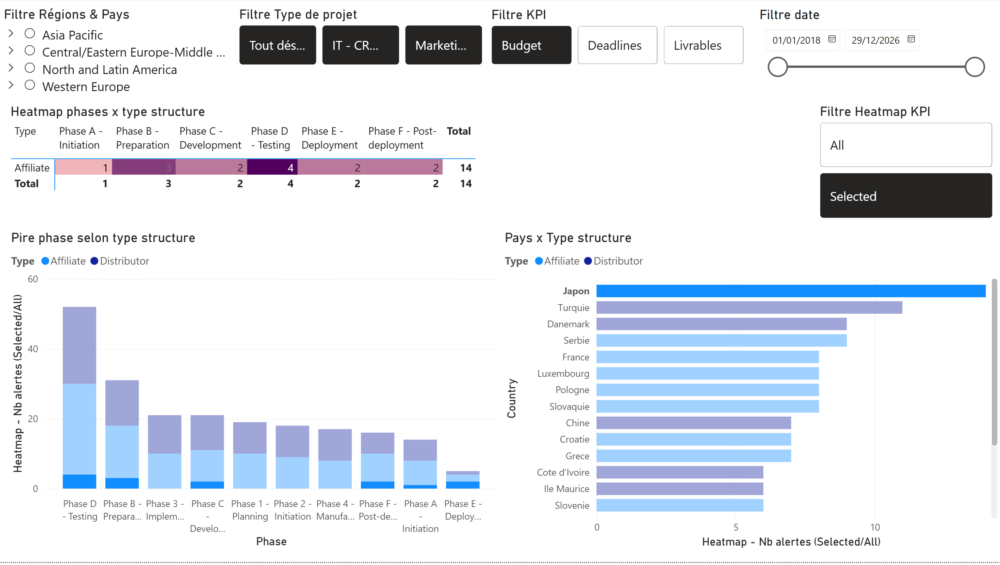 Filtre Régions & Pays
Asia Pacific
Central/Eastern Europe-Middle ...
North and Latin America
Western Europe
Filtre Type de projet
Tout dés...
IT - CR...
Marketi...
Filtre KPI
Budget
Deadlines
Livrables
Filtre date
01/01/2018
29/12/2026
Heatmap phases x type structure
Type
Phase A -
Initiation
Phase B -
Preparation
Phase C -
Development
Phase D
- Testing
Phase E -
Deployment
Phase F - Post-
deployment
Total
Affiliate 1 3 2 4 2 2 14
Total 1 3 2 4 2 2 14
Filtre Heatmap KPI
All
Selected
Pire phase selon type structure
Type Affiliate Distributor
Heatmap - Nb alertes (Selected/All)
60
40
20
0
Phase D
- Testing
Phase B -
Prepara...
Phase 3 -
Implem...
Phase C
-
Develo...
Phase 1 -
Planning
Phase 2 -
Initiation
Phase 4 -
Manufa...
Phase F -
Post-de...
Phase A
-
Initiation
Phase E -
Deploy...
Phase
Pays x Type structure
Type Affiliate Distributor
Country
Japon
Turquie
Danemark
Serbie
France
Luxembourg
Pologne
Slovaquie
Chine
Croatie
Grece
Cote d'Ivoire
Ile Maurice
Slovenie
0 5 10
Heatmap - Nb alertes (Selected/All)